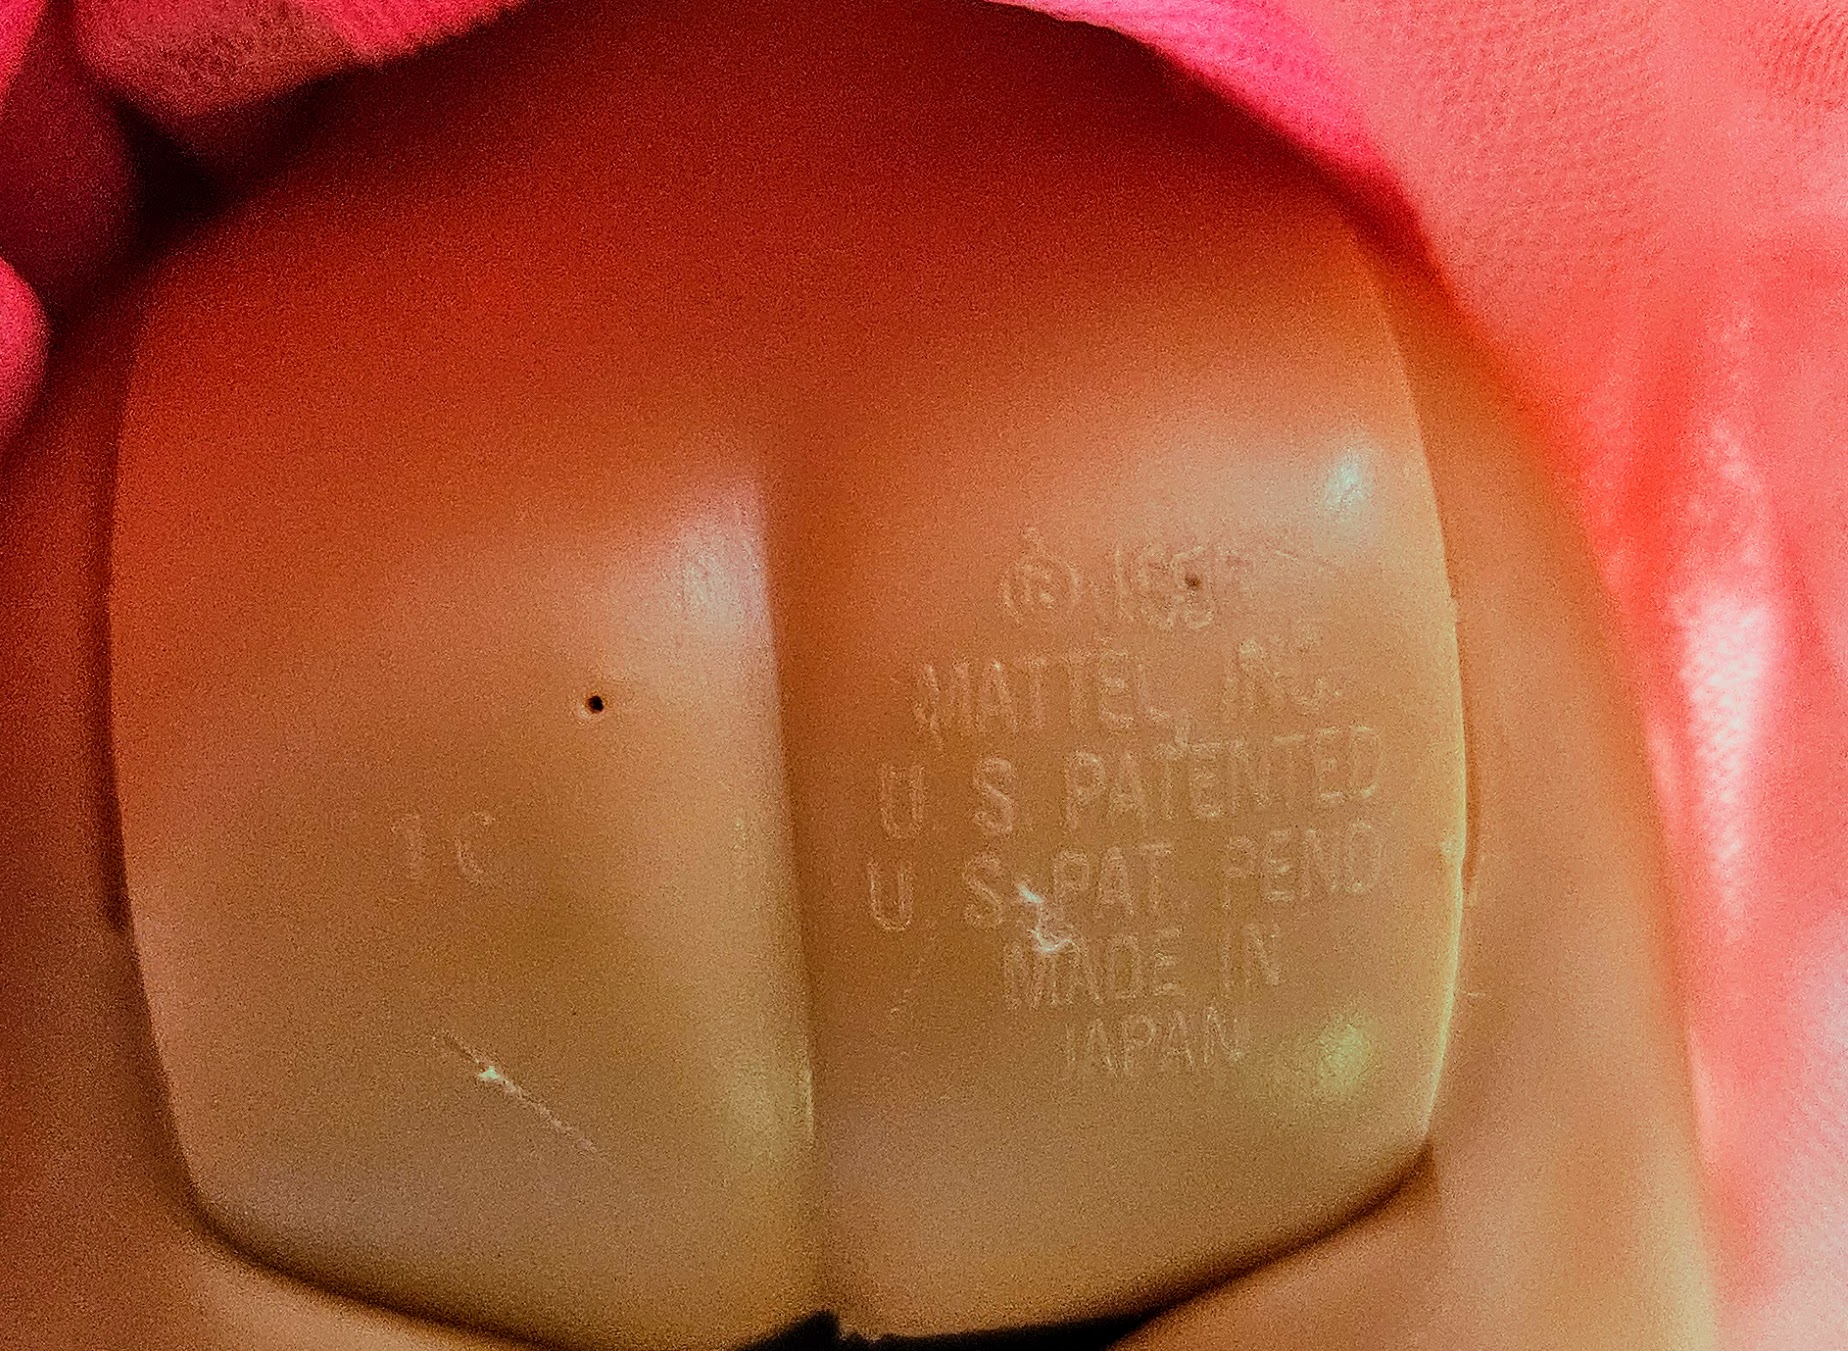 ®
MATTEL, INC.
U. S. PATENTED
U. S. PAT. PEND.
MADE IN
JAPAN